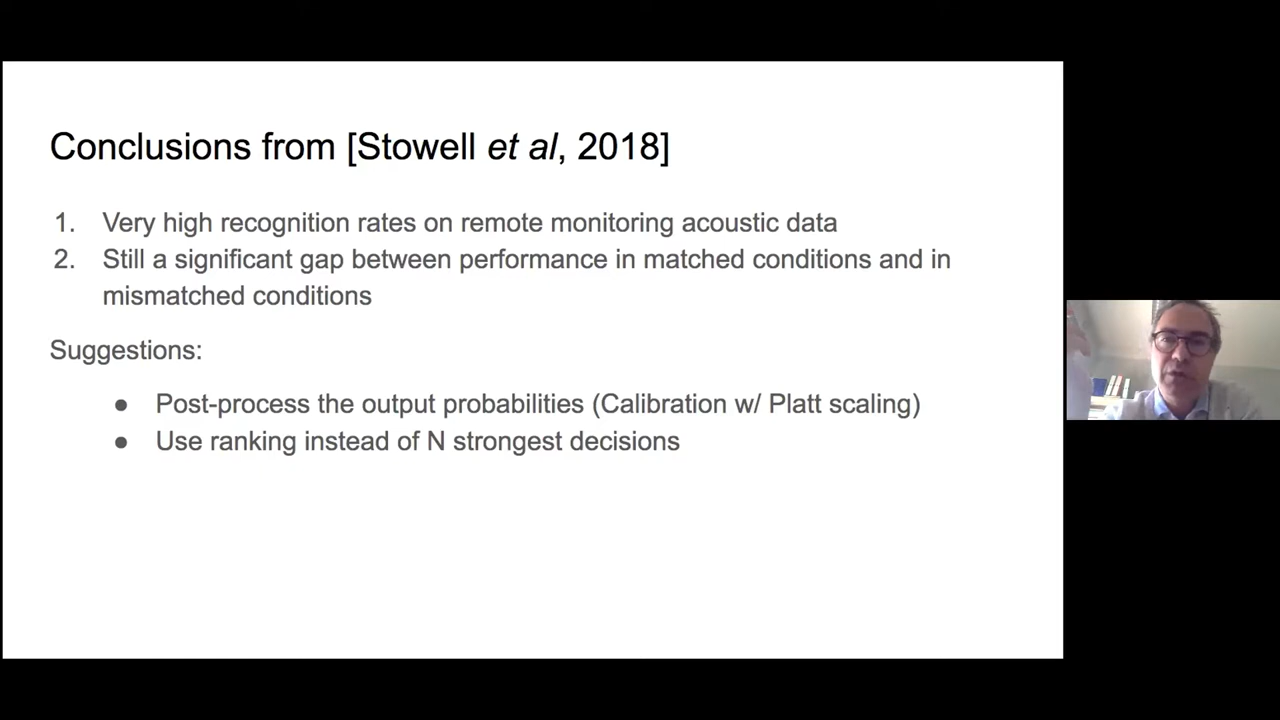 Conclusions from [Stowell et al, 2018]
1. Very high recognition rates on remote monitoring acoustic data
2. Still a significant gap between performance in matched conditions and in
mismatched conditions
Suggestions:
● Post-process the output probabilities (Calibration w/ Platt scaling)
● Use ranking instead of N strongest decisions